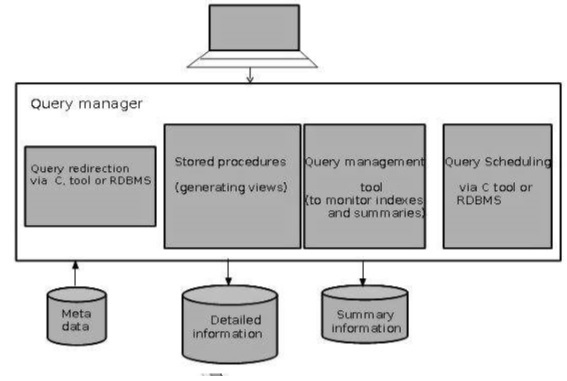 Query manager
Query redirection
via C, tool or RDBMS
Stored procedures
(generating views)
Query management
tool
(to monitor indexes
and summaries)
Query Scheduling
via C tool or
RDBMS
Meta
data
Detailed
information
Summary
information